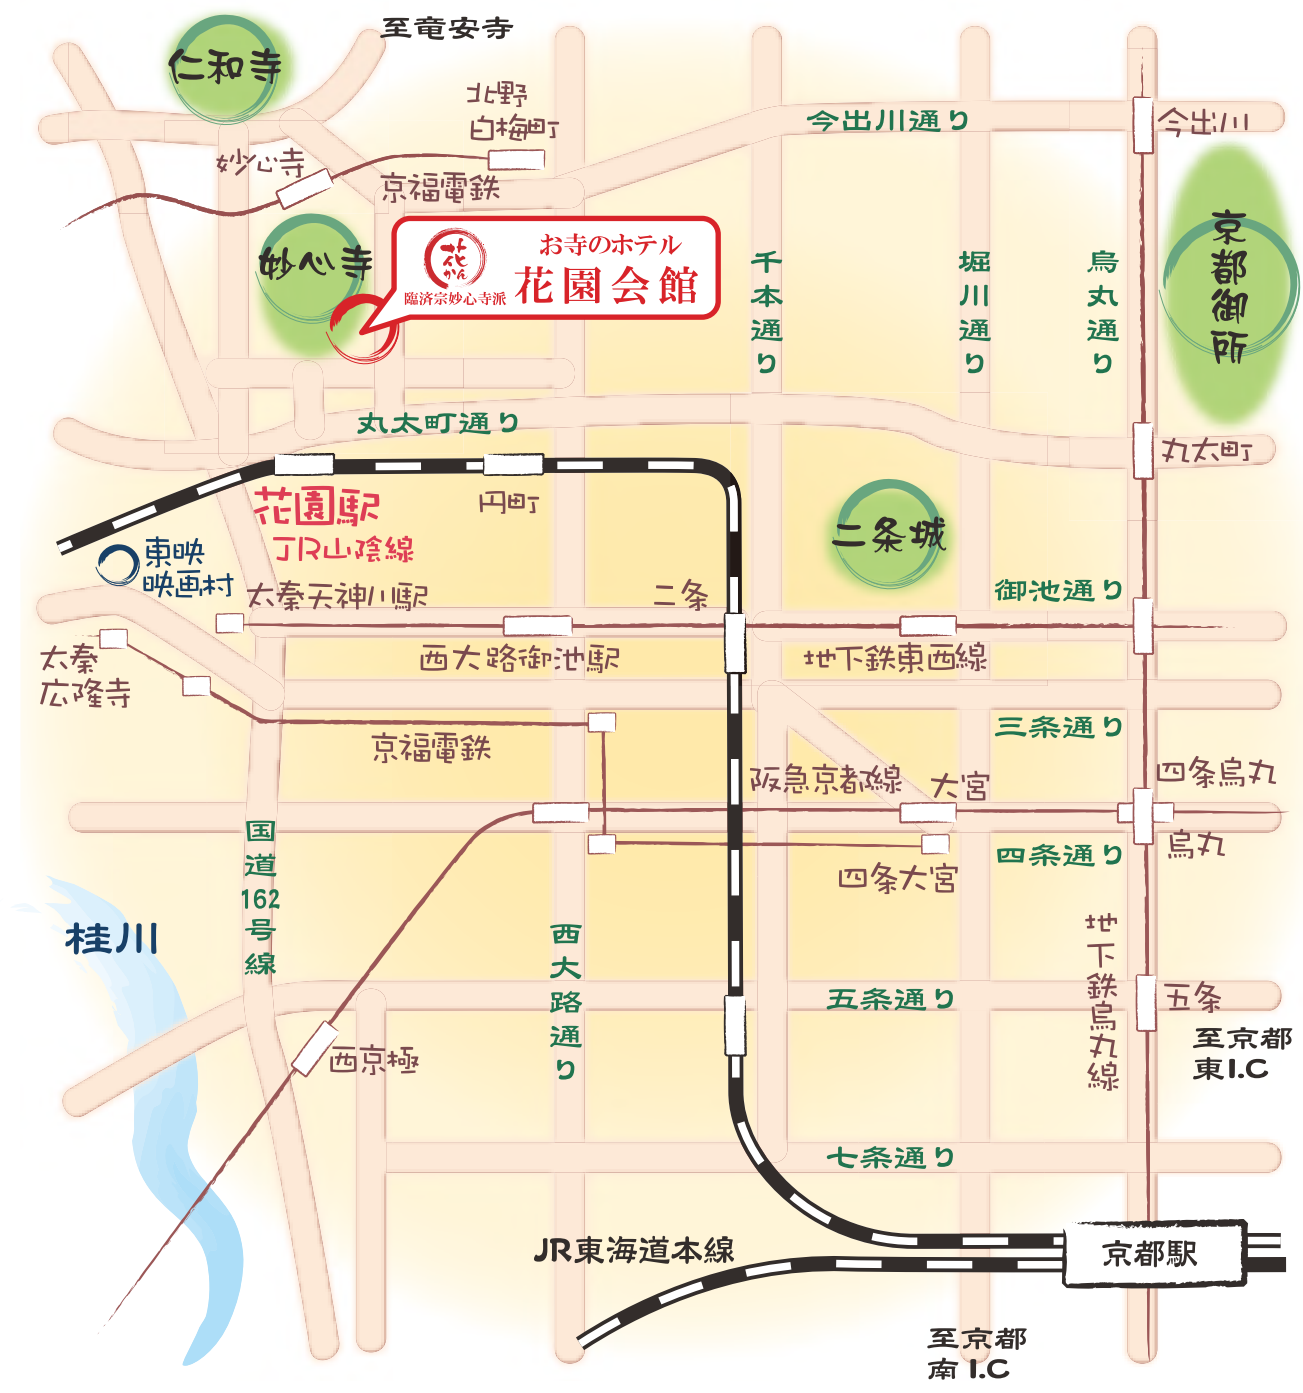 至竜安寺
仁和寺
北野
白梅町
今出川通り
今出川
妙心寺
京福電鉄
京都御所
妙心寺
花
かん
臨済宗妙心寺派
お寺のホテル
花園会館
千本通り
堀川通り
烏丸通り
丸太町通り
丸太町
円町
花園駅
JR山陰線
二条城
東映
映画村
太秦天神川駅
二条
御池通り
太秦
広隆寺
西大路御池駅
地下鉄東西線
三条通り
京福電鉄
阪急京都線
大宮
四条烏丸
国道162号線
四条通り
烏丸
四条大宮
桂川
西大路通り
地下鉄烏丸線
五条通り
五条
至京都
東I.C
西京極
七条通り
JR東海道本線
京都駅
至京都
南I.C